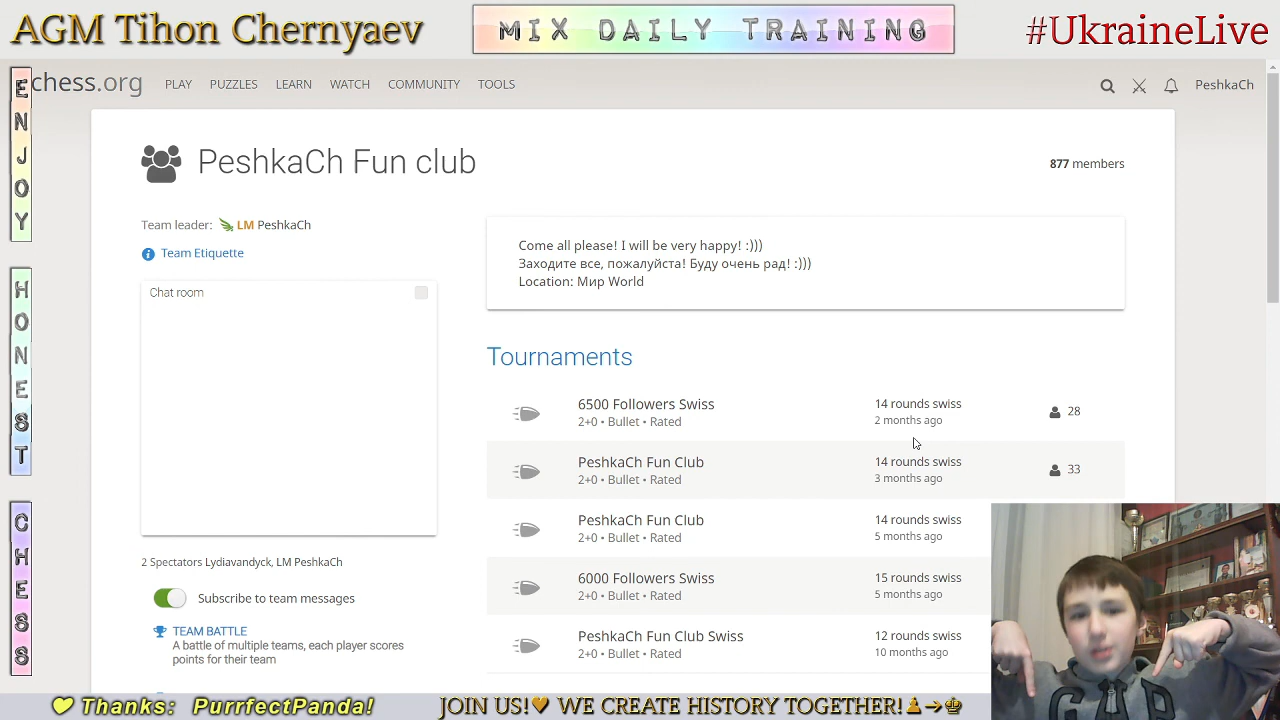 AGM Tihon Chernyaev
MIX DAILY TRAINING
#UkraineLive
ENJOY
HONEST
CHESS
chess.org
PLAY
PUZZLES
LEARN
WATCH
COMMUNITY
TOOLS
PeshkaCh
PeshkaCh Fun club
877 members
Team leader: LM PeshkaCh
Team Etiquette
Chat room
2 Spectators Lydiavandyck, LM PeshkaCh
Subscribe to team messages
TEAM BATTLE
A battle of multiple teams, each player scores
points for their team
Come all please! I will be very happy! :)))
Заходите все, пожалуйста! Буду очень рад! :)))
Location: Мир World
Tournaments
6500 Followers Swiss
2+0 • Bullet • Rated
14 rounds swiss
2 months ago
28
PeshkaCh Fun Club
2+0 • Bullet • Rated
14 rounds swiss
3 months ago
33
PeshkaCh Fun Club
2+0 • Bullet • Rated
14 rounds swiss
5 months ago
6000 Followers Swiss
2+0 • Bullet • Rated
15 rounds swiss
5 months ago
PeshkaCh Fun Club Swiss
2+0 • Bullet • Rated
12 rounds swiss
10 months ago
GAP
Thanks: PurrfectPanda!
JOIN US! WE CREATE HISTORY TOGETHER!